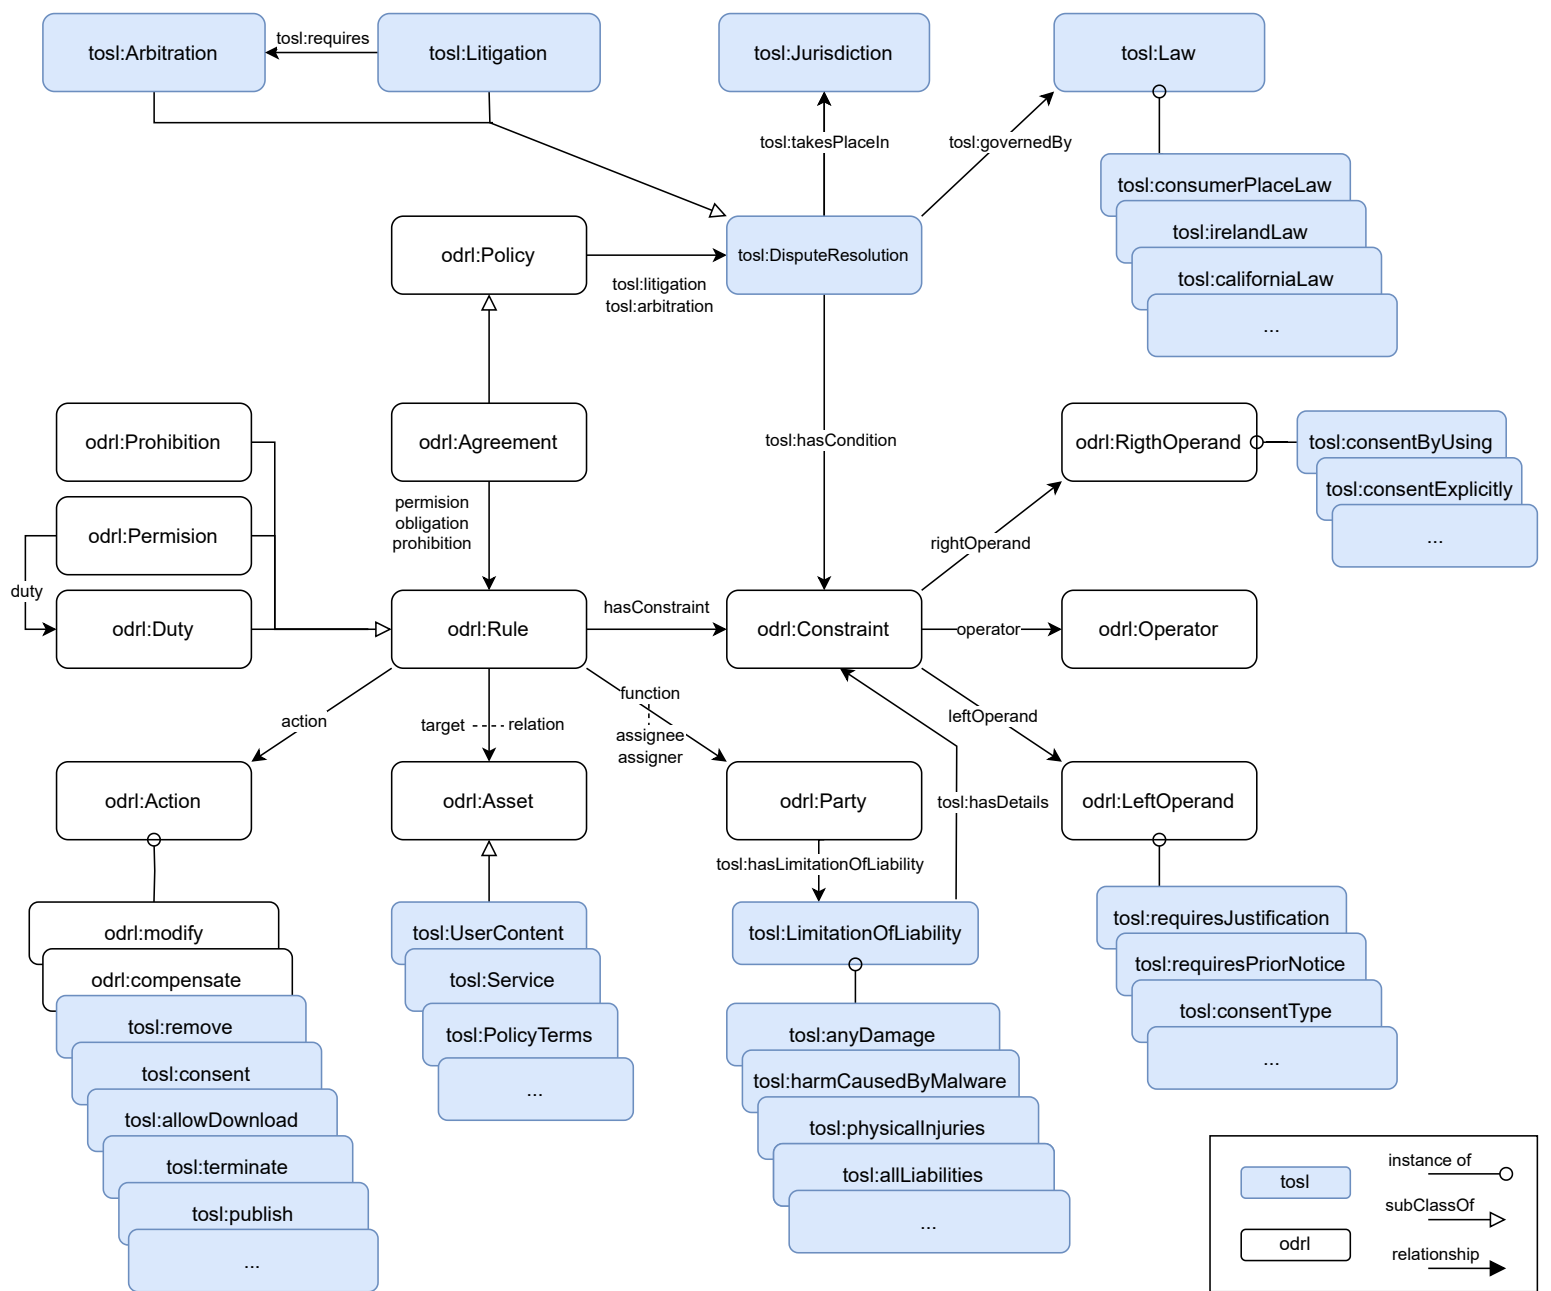 tosl:Arbitration
tosl:requires
tosl:Litigation
tosl:Jurisdiction
tosl:Law
tosl:takesPlaceIn
tosl:governedBy
tosl:consumerPlaceLaw
tosl:irelandLaw
tosl:californiaLaw
...
odrl:Policy
tosl:litigation
tosl:arbitration
tosl:DisputeResolution
odrl:Prohibition
odrl:Agreement
tosl:hasCondition
odrl:RigthOperand
tosl:consentByUsing
tosl:consentExplicitly
...
odrl:Permision
permision
obligation
prohibition
rightOperand
duty
odrl:Duty
odrl:Rule
hasConstraint
odrl:Constraint
operator
odrl:Operator
action
target
relation
function
assignee
assigner
leftOperand
odrl:Action
odrl:Asset
odrl:Party
tosl:hasDetails
odrl:LeftOperand
tosl:hasLimitationOfLiability
odrl:modify
odrl:compensate
tosl:remove
tosl:consent
tosl:allowDownload
tosl:terminate
tosl:publish
...
tosl:UserContent
tosl:Service
tosl:PolicyTerms
...
tosl:LimitationOfLiability
tosl:anyDamage
tosl:harmCausedByMalware
tosl:physicalInjuries
tosl:allLiabilities
...
tosl:requiresJustification
tosl:requiresPriorNotice
tosl:consentType
...
tosl
instance of
subClassOf
odrl
relationship